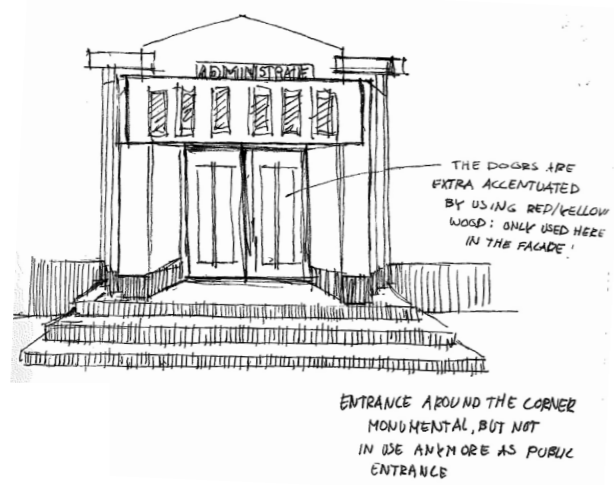 ADMINISTRATIE
THE DOORS ARE
EXTRA ACCENTUATED
BY USING RED/YELLOW
WOOD: ONLY USED HERE
IN THE FACADE!
ENTRANCE AROUND THE CORNER
MONUMENTAL, BUT NOT
IN USE ANYMORE AS PUBLIC
ENTRANCE